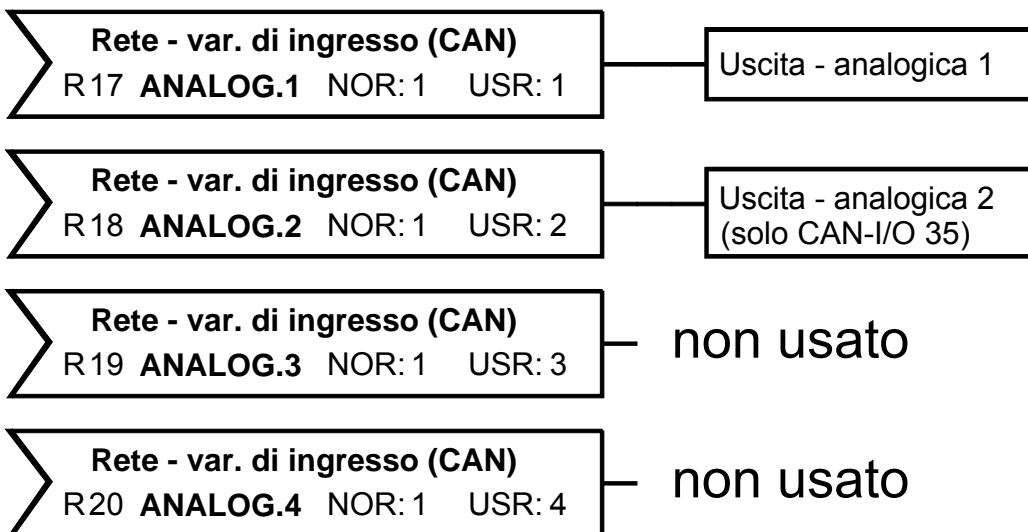 Rete - var. di ingresso (CAN)
R17 ANALOG.1 NOR: 1 USR: 1
Uscita - analogica 1
Rete - var. di ingresso (CAN)
R18 ANALOG.2 NOR: 1 USR: 2
Uscita - analogica 2
(solo CAN-I/O 35)
Rete - var. di ingresso (CAN)
R19 ANALOG.3 NOR: 1 USR: 3
non usato
Rete - var. di ingresso (CAN)
R20 ANALOG.4 NOR: 1 USR: 4
non usato